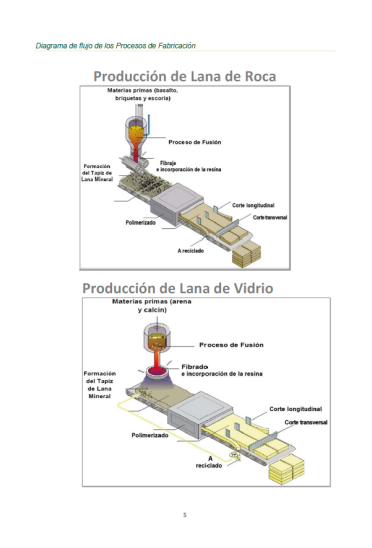 Diagrama de flujo de los Procesos de Fabricación
Producción de Lana de Roca
Materias primas (basalto,
briquetas y escoria)
Proceso de Fusión
Fibraje
e incorporación de la resina
Formación
del Tapiz de
Lana Mineral
Corte longitudinal
Corte transversal
Polimerizado
A reciclado
Producción de Lana de Vidrio
Materias primas (arena
y calcín)
Proceso de Fusión
Fibrado
e incorporación de la resina
Formación
del Tapiz
de Lana
Mineral
Corte longitudinal
Corte transversal
Polimerizado
A
reciclado
5